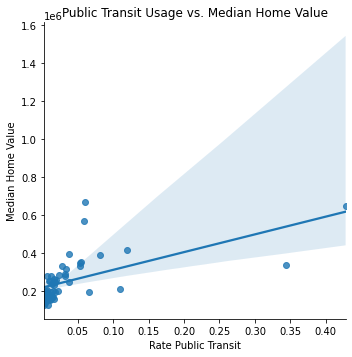 Public Transit Usage vs. Median Home Value
1e6
1.6
1.4
1.2
1.0
0.8
0.6
0.4
0.2
Median Home Value
0.05 0.10 0.15 0.20 0.25 0.30 0.35 0.40
Rate Public Transit